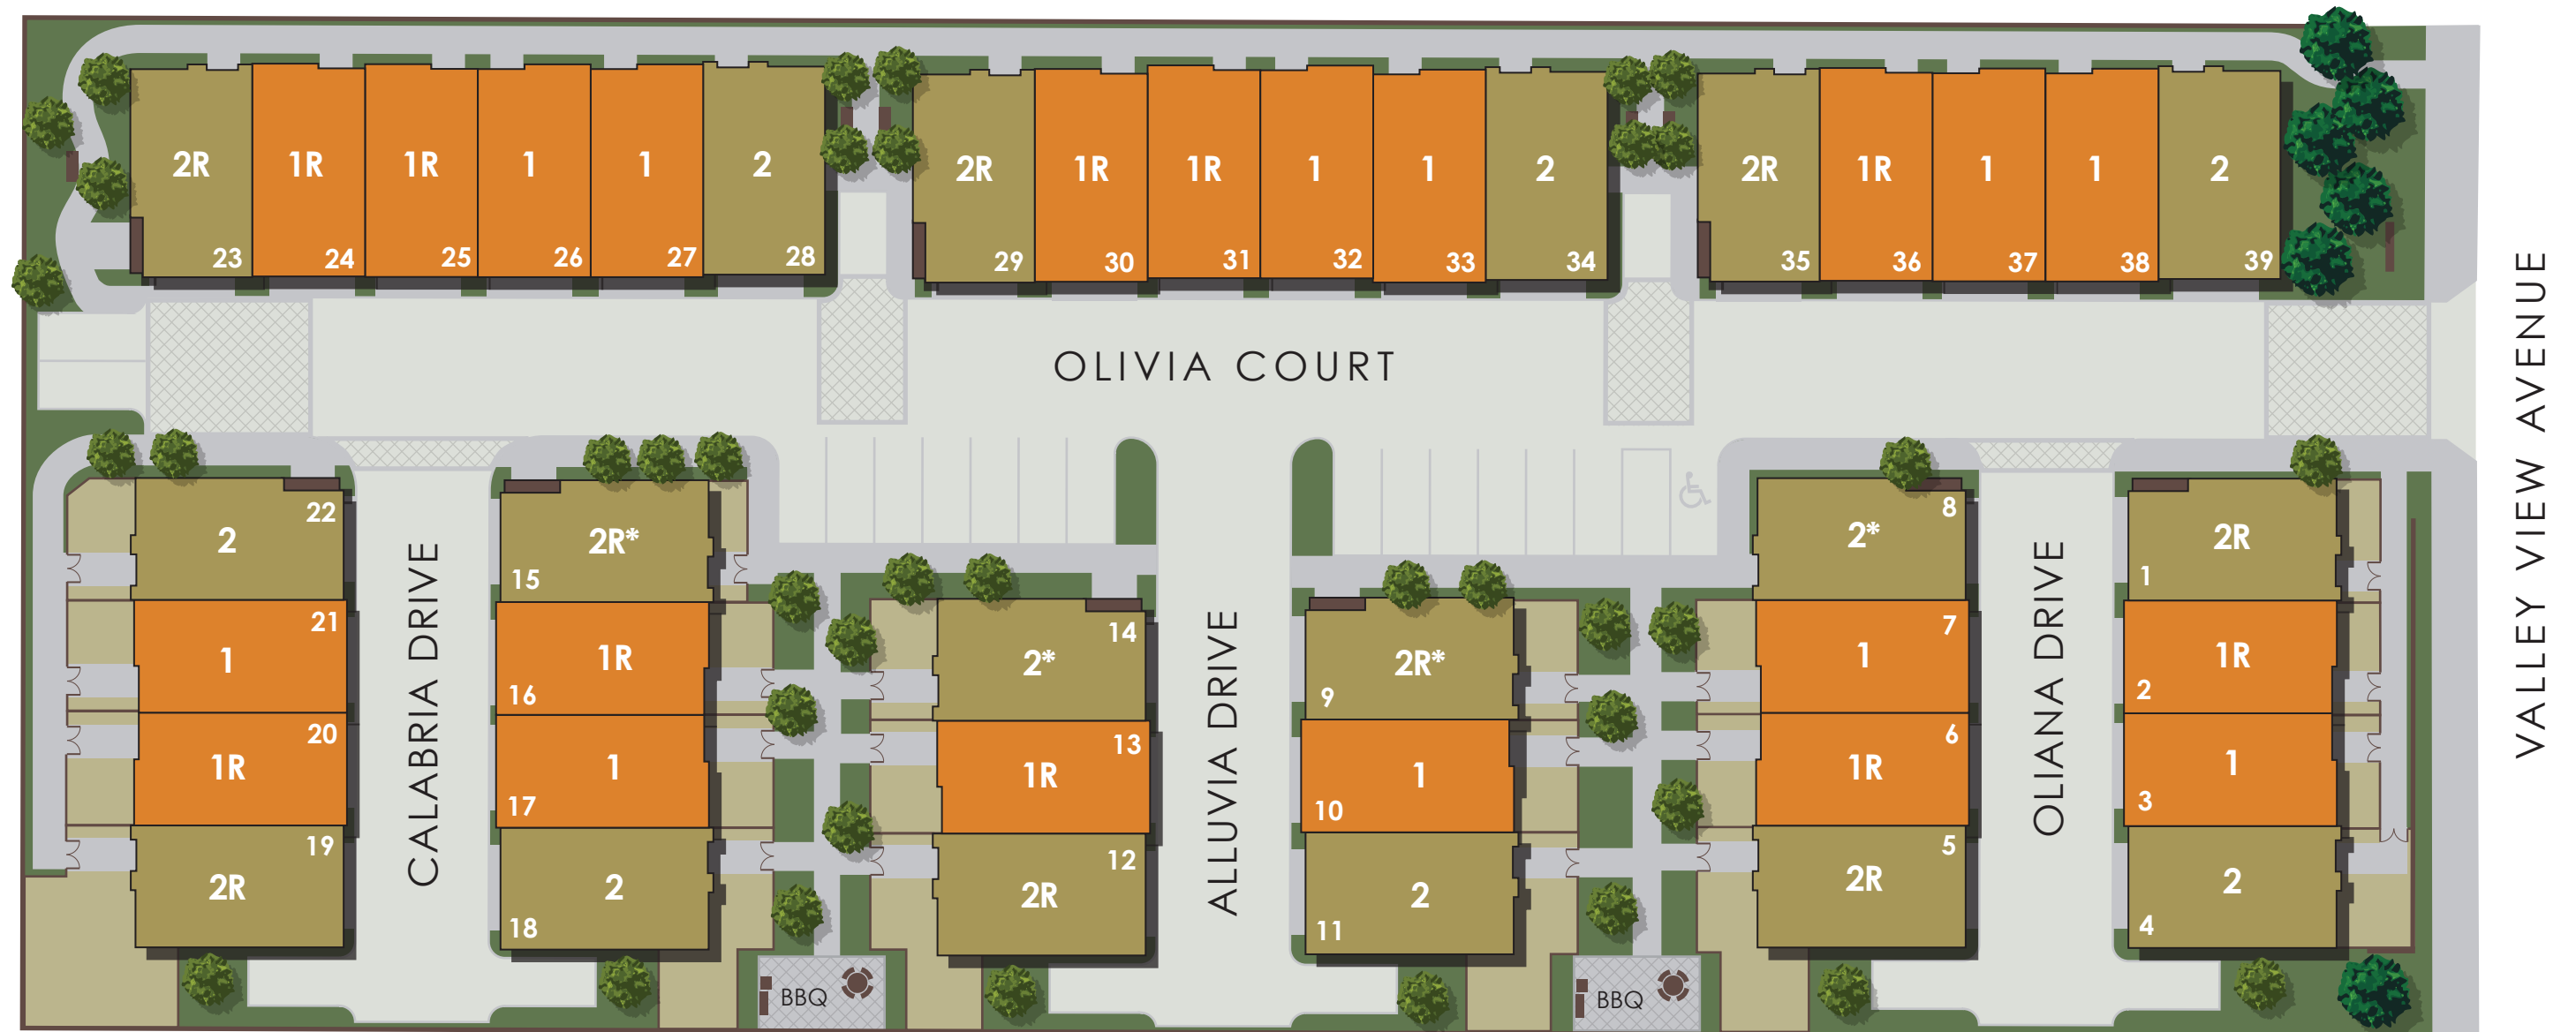 2R 1R 1R 1 1 2
23 24 25 26 27 28
2R 1R 1R 1 1 2
29 30 31 32 33 34
2R 1R 1 1 2
35 36 37 38 39
OLIVIA COURT
VALLEY VIEW AVENUE
22
2
21
1
20
1R
19
2R
CALABRIA DRIVE
2R*
15
1R
16
1
17
2
18
14
2*
13
1R
12
2R
ALLUVIA DRIVE
2R*
9
1
10
2
11
8
2*
7
1
6
1R
5
2R
OLIANA DRIVE
2R
1
1R
2
1
3
2
4
BBQ
BBQ